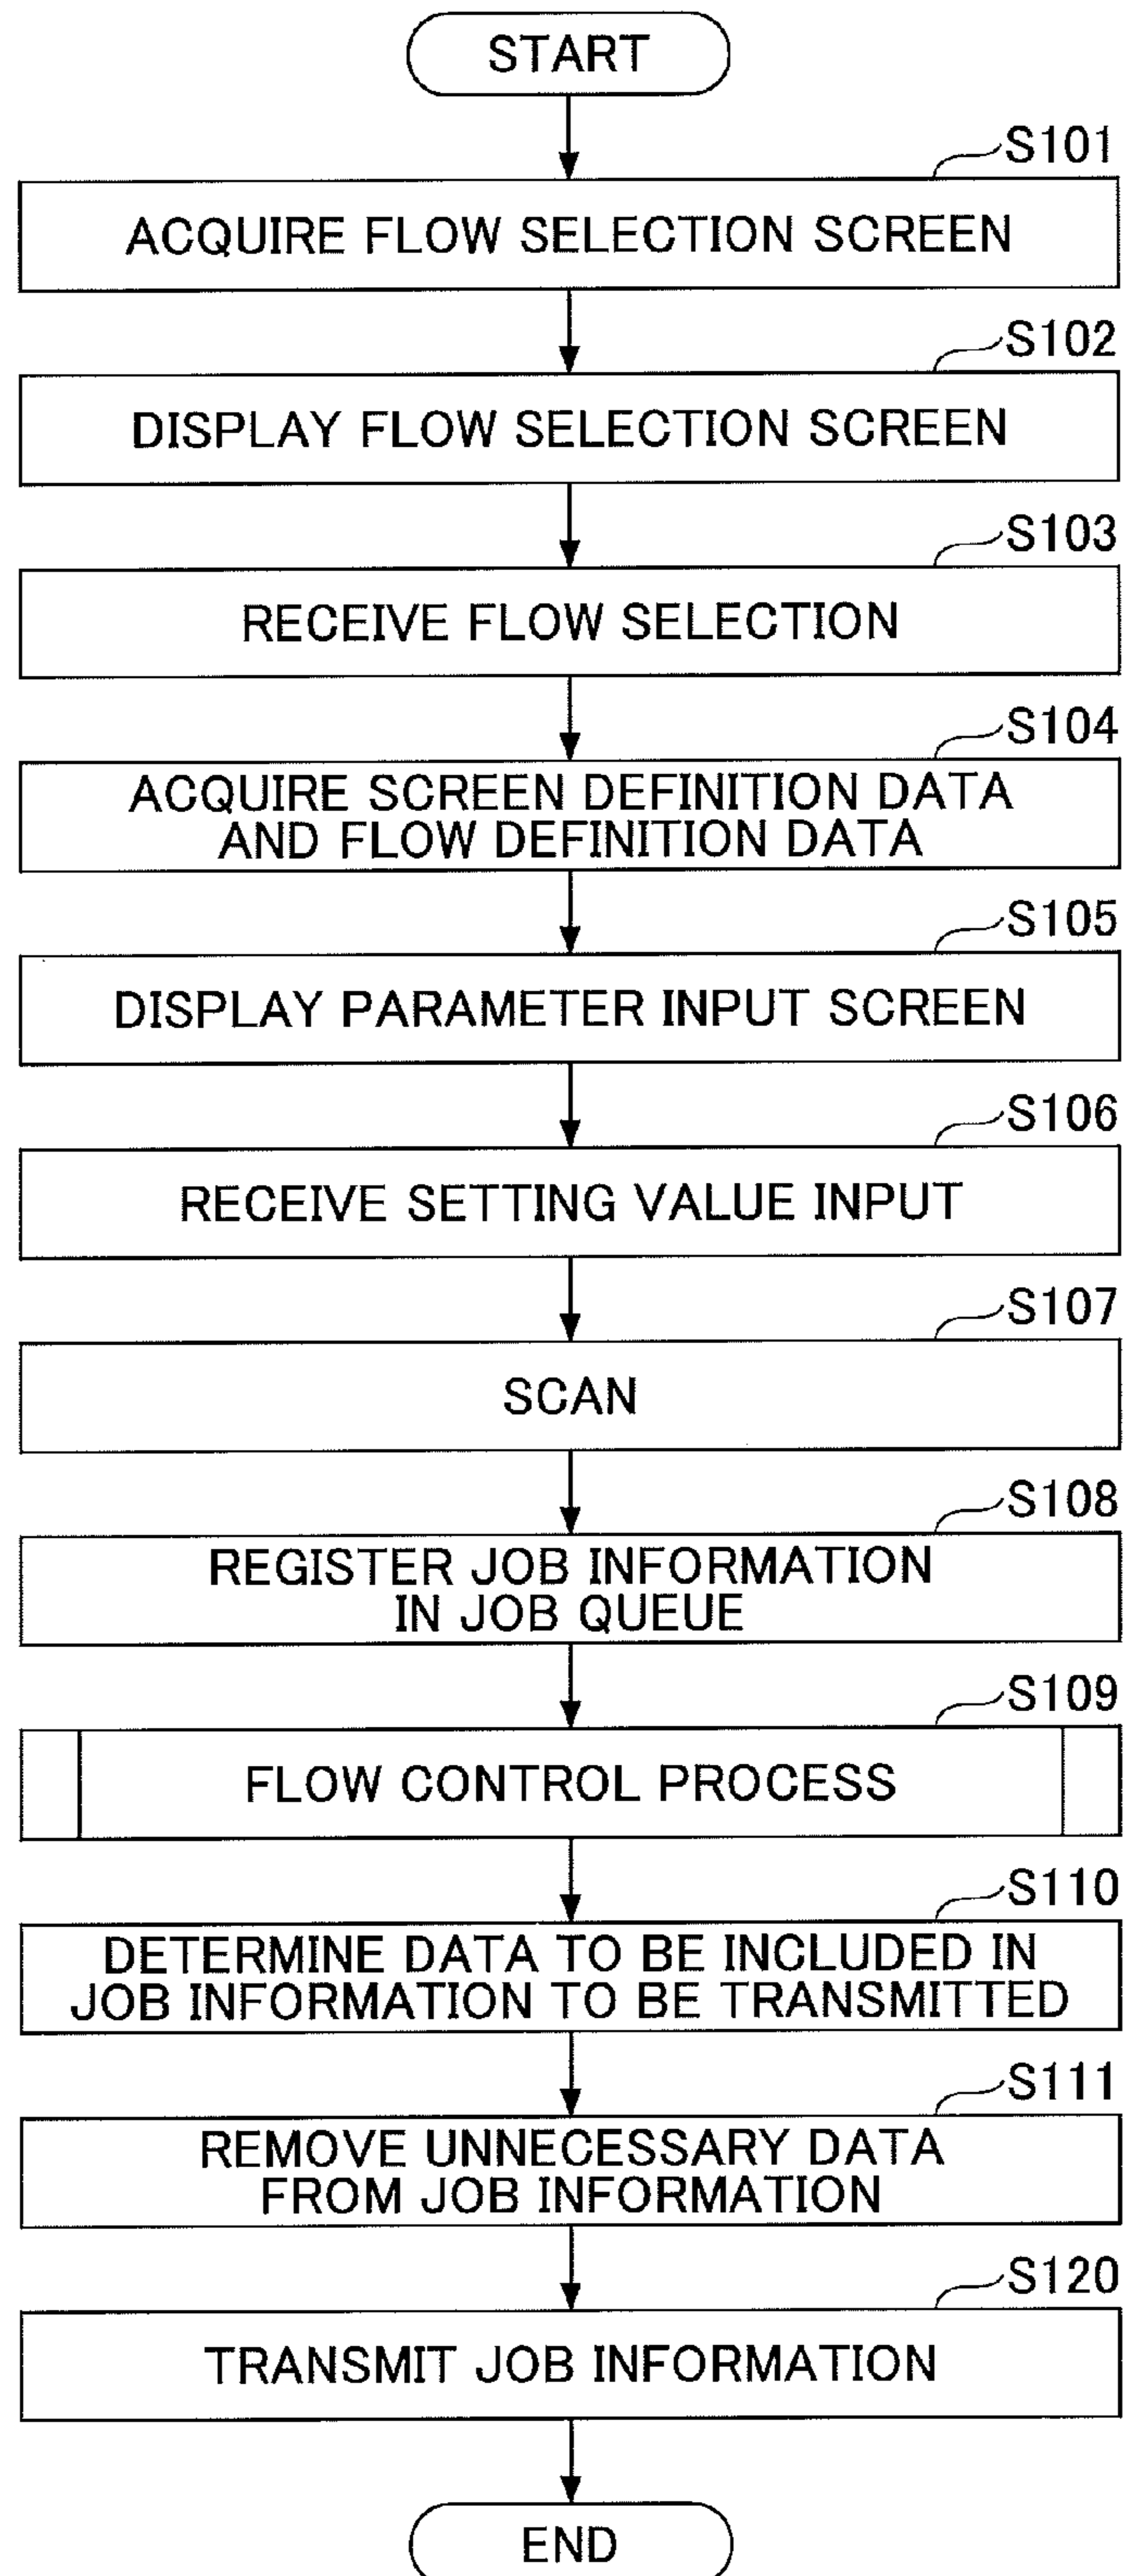 START
S101
ACQUIRE FLOW SELECTION SCREEN
S102
DISPLAY FLOW SELECTION SCREEN
S103
RECEIVE FLOW SELECTION
S104
ACQUIRE SCREEN DEFINITION DATA
AND FLOW DEFINITION DATA
S105
DISPLAY PARAMETER INPUT SCREEN
S106
RECEIVE SETTING VALUE INPUT
S107
SCAN
S108
REGISTER JOB INFORMATION
IN JOB QUEUE
S109
FLOW CONTROL PROCESS
S110
DETERMINE DATA TO BE INCLUDED IN
JOB INFORMATION TO BE TRANSMITTED
S111
REMOVE UNNECESSARY DATA
FROM JOB INFORMATION
S120
TRANSMIT JOB INFORMATION
END